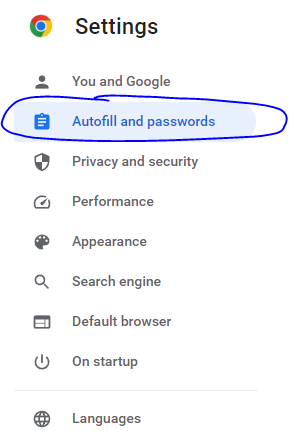 Settings
You and Google
Autofill and passwords
Privacy and security
Performance
Appearance
Search engine
Default browser
On startup
Languages